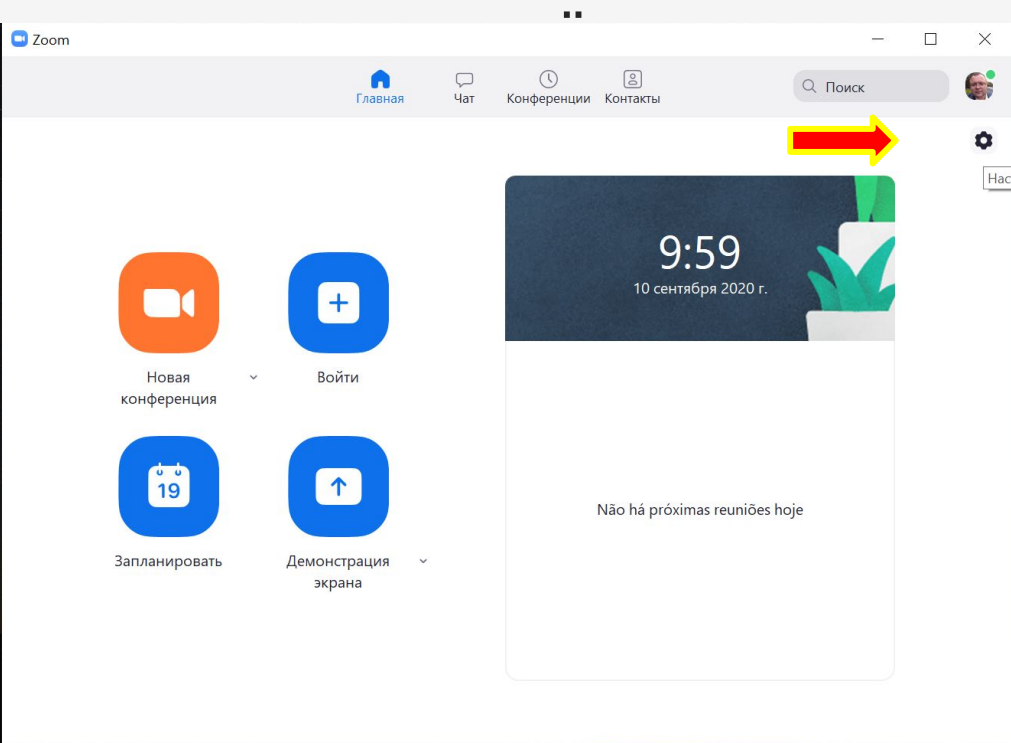 Zoom
Главная
Чат
Конференции
Контакты
Поиск
Нас
9:59
10 сентября 2020 г.
Новая
конференция
Войти
19
Запланировать
Демонстрация
экрана
Não há próximas reuniões hoje